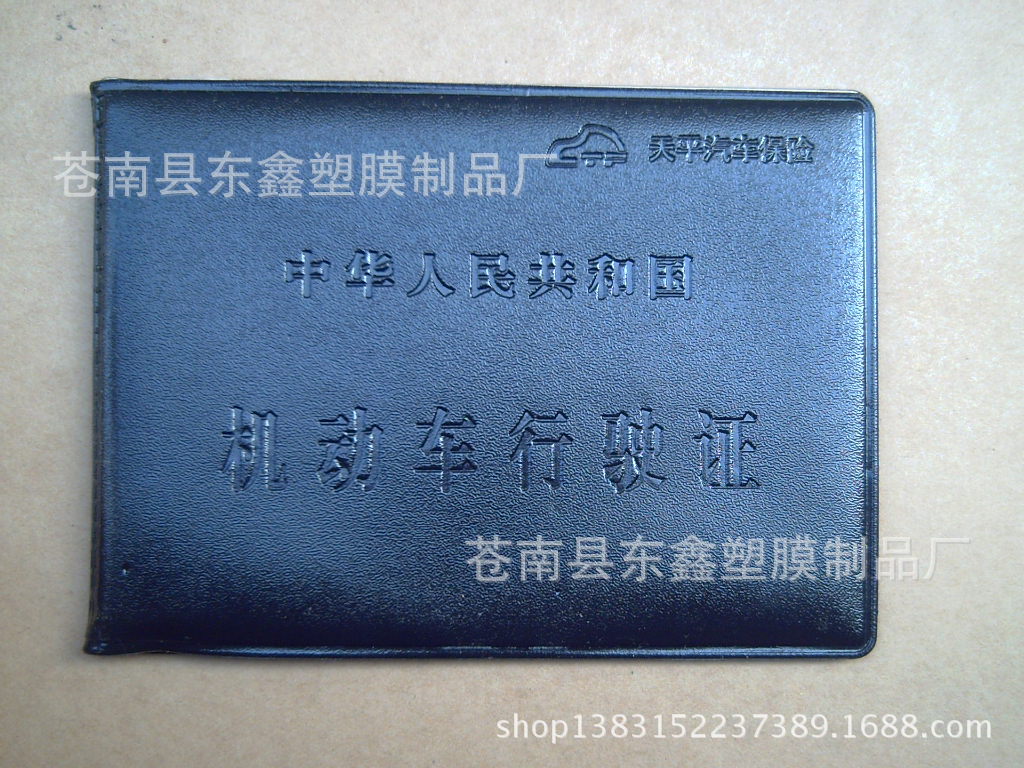 天平汽车保险
苍南县东鑫塑膜制品厂
中华人民共和国
机动车行驶证
苍南县东鑫塑膜制品厂
shop1383152237389.1688.com